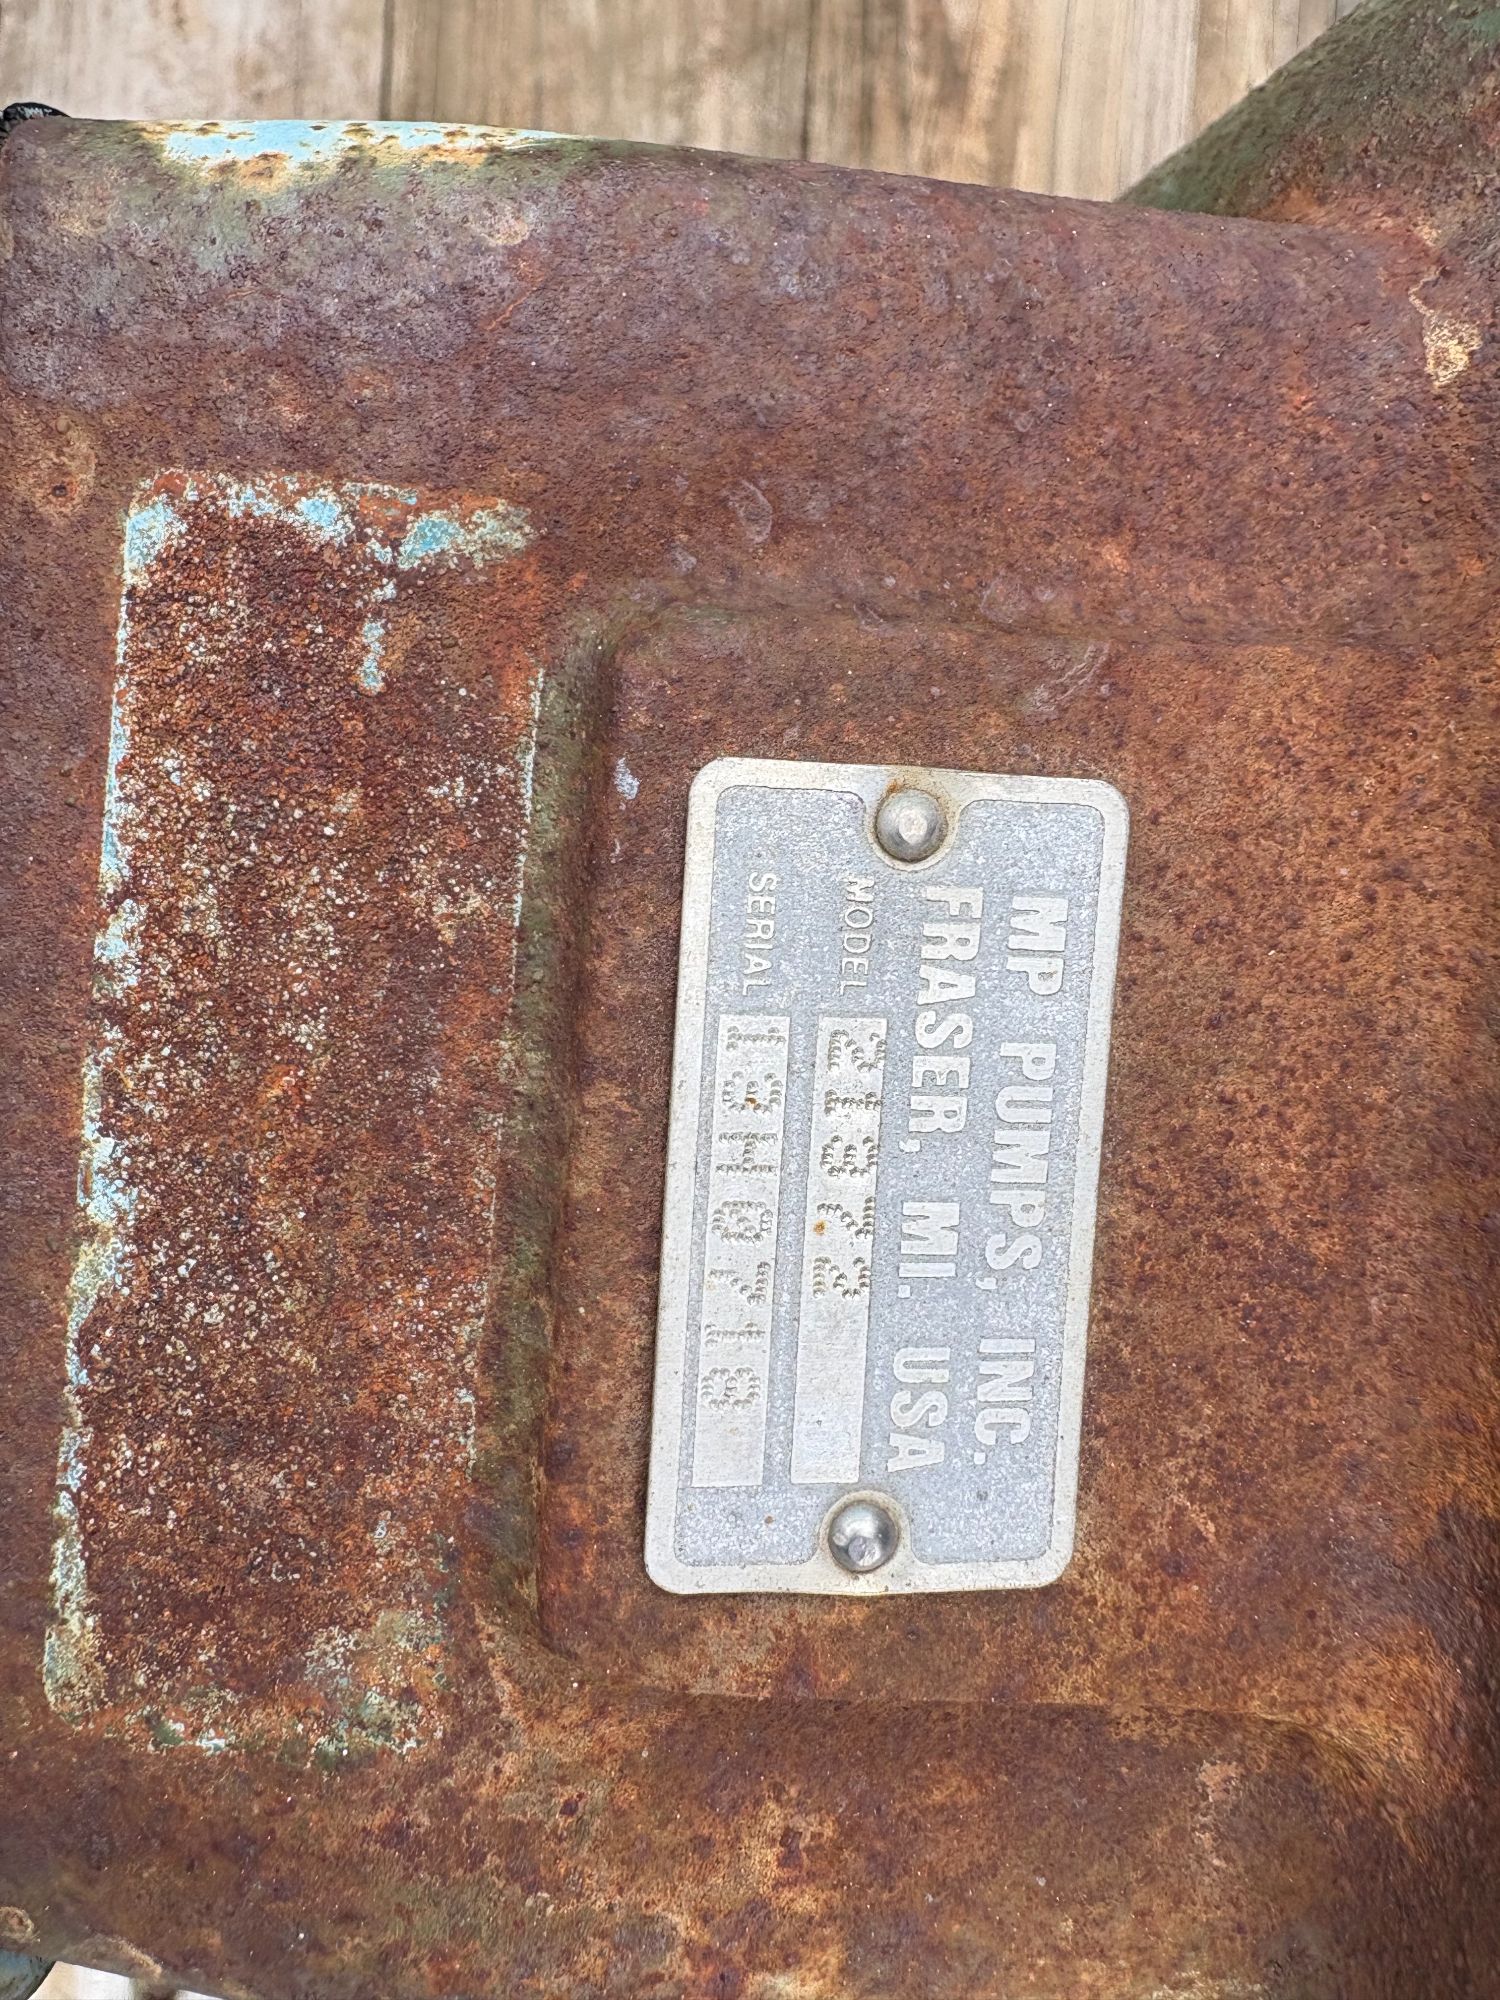 MP PUMPS, INC.
FRASER, MI. USA
MODEL
SERIAL